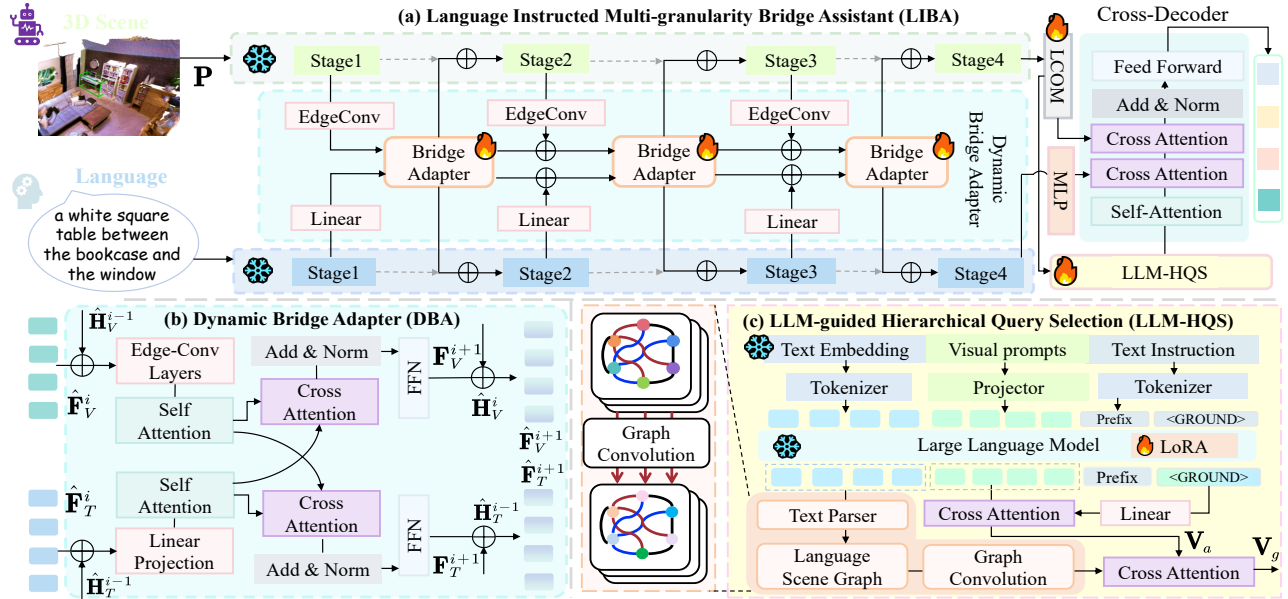 3D Scene
(a) Language Instructed Multi-granularity Bridge Assistant (LIBA)
Cross-Decoder
P
Stage1
Stage2
Stage3
Stage4
LCOM
Feed Forward
Add & Norm
Cross Attention
Cross Attention
Self-Attention
EdgeConv
EdgeConv
EdgeConv
Bridge
Adapter
Bridge
Adapter
Bridge
Adapter
Dynamic
Bridge Adapter
MLP
Linear
Linear
Linear
Language
a white square
table between
the bookcase and
the window
Stage1
Stage2
Stage3
Stage4
LLM-HQS
(b) Dynamic Bridge Adapter (DBA)
Ĥ_V^{i-1}
F̂_V^i
Edge-Conv
Layers
Self
Attention
Add & Norm
Cross
Attention
FFN
F_V^{i+1}
Ĥ_V^i
F̂_V^{i+1}
F̂_T^{i+1}
F̂_T^i
Self
Attention
Linear
Projection
Cross
Attention
Add & Norm
FFN
Ĥ_T^{i-1}
F_T^{i+1}
Ĥ_T^{i-1}
Graph
Convolution
(c) LLM-guided Hierarchical Query Selection (LLM-HQS)
Text Embedding
Visual prompts
Text Instruction
Tokenizer
Projector
Tokenizer
Prefix
<GROUND>
Large Language Model
LoRA
Prefix
<GROUND>
Text Parser
Cross Attention
Linear
Language
Scene Graph
Graph
Convolution
V_a
Cross Attention
V_g